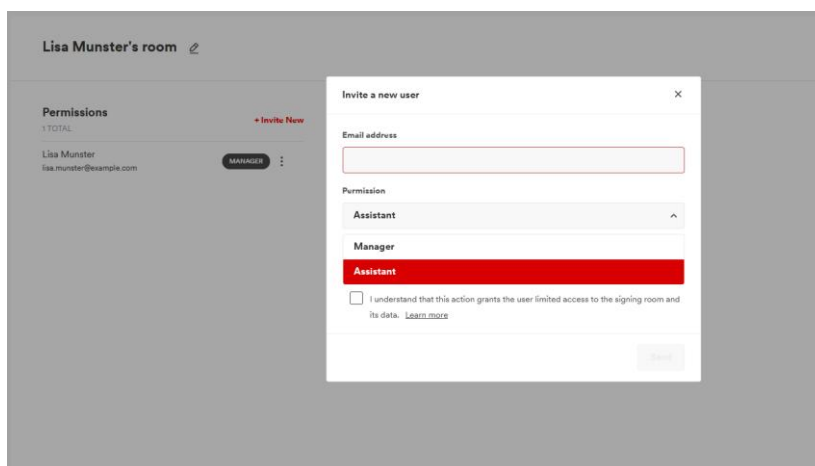 Lisa Munster's room
Permissions
1 TOTAL
+ Invite New
Lisa Munster
lisa.munster@example.com
MANAGER
Invite a new user
Email address
Permission
Assistant
Manager
Assistant
I understand that this action grants the user limited access to the signing room and
its data. Learn more
Save